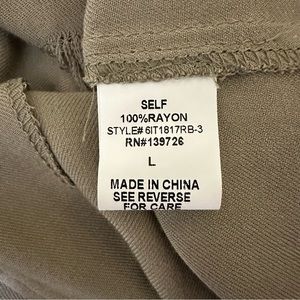 SELF
100%RAYON
STYLE# 6IT1817RB-3
RN#139726
L
MADE IN CHINA
SEE REVERSE
FOR CARE